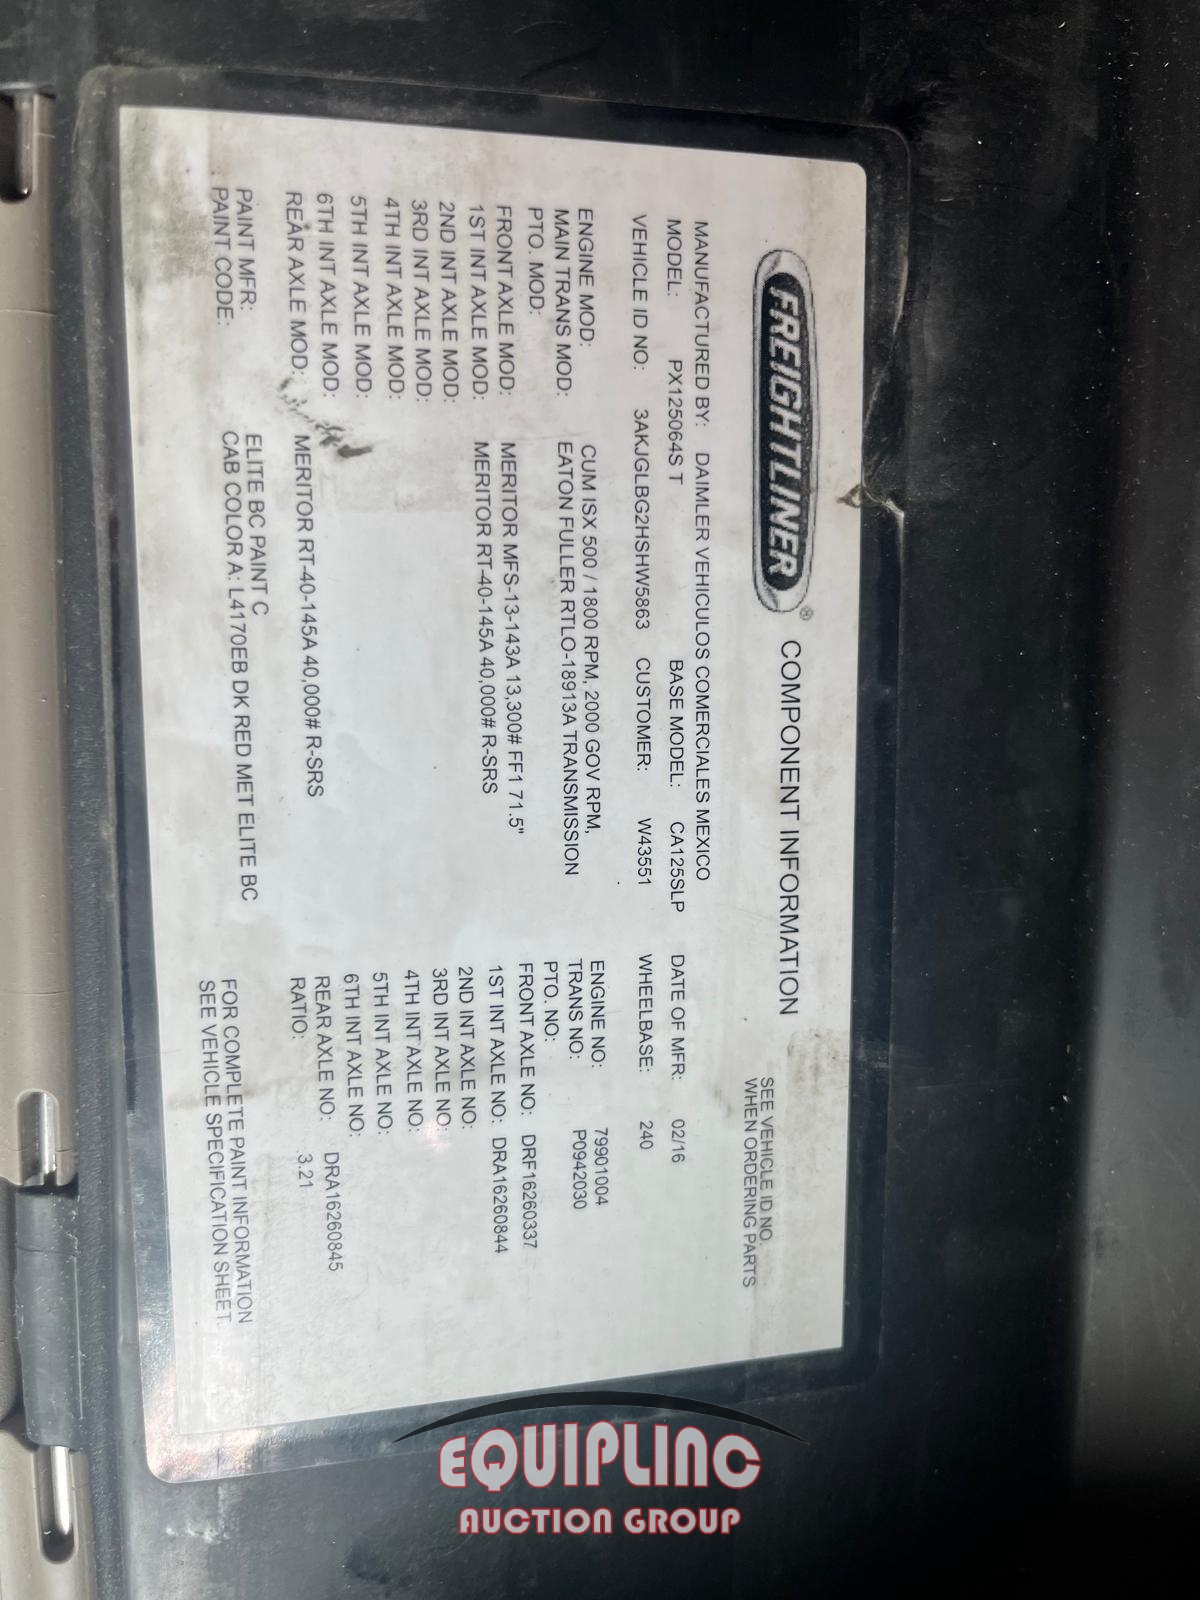 FREIGHTLINER® COMPONENT INFORMATION
SEE VEHICLE ID NO.
WHEN ORDERING PARTS
MANUFACTURED BY: DAIMLER VEHICULOS COMERCIALES MEXICO
MODEL: PX125064S T BASE MODEL: CA125SLP DATE OF MFR: 02/16
VEHICLE ID NO: 3AKJGLBG2HSHW5863 CUSTOMER: W43551 WHEELBASE: 240
ENGINE MOD: CUM ISX 500 / 1800 RPM, 2000 GOV RPM, ENGINE NO: 79901004
MAIN TRANS MOD: EATON FULLER RTLO-18913A TRANSMISSION TRANS NO: P0942030
PTO. MOD: PTO. NO:
FRONT AXLE MOD: MERITOR MFS-13-143A 13,300# FF1 71.5" FRONT AXLE NO: DRF16260337
1ST INT AXLE MOD: MERITOR RT-40-145A 40,000# R-SRS 1ST INT AXLE NO: DRA16260844
2ND INT AXLE MOD: 2ND INT AXLE NO:
3RD INT AXLE MOD: 3RD INT AXLE NO:
4TH INT AXLE MOD: 4TH INT AXLE NO:
5TH INT AXLE MOD: 5TH INT AXLE NO:
6TH INT AXLE MOD: 6TH INT AXLE NO:
REAR AXLE MOD: MERITOR RT-40-145A 40,000# R-SRS REAR AXLE NO: DRA16260845
RATIO: 3.21
PAINT MFR: ELITE BC PAINT C FOR COMPLETE PAINT INFORMATION
PAINT CODE: CAB COLOR A: L4170EB DK RED MET ELITE BC SEE VEHICLE SPECIFICATION SHEET.
EQUIPLINC
AUCTION GROUP